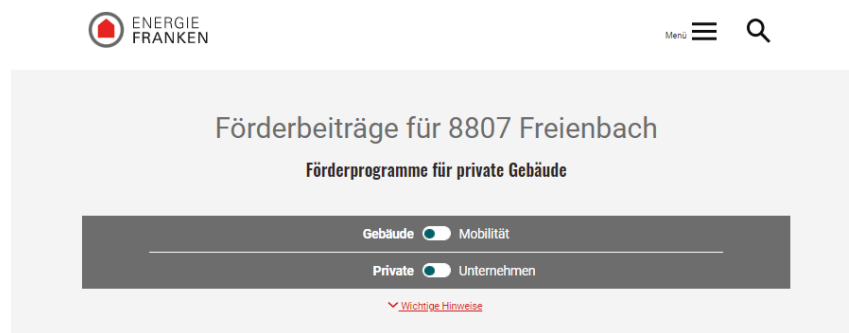 ENERGIE
FRANKEN
Menü
Förderbeiträge für 8807 Freienbach
Förderprogramme für private Gebäude
Gebäude Mobilität
Private Unternehmen
Wichtige Hinweise